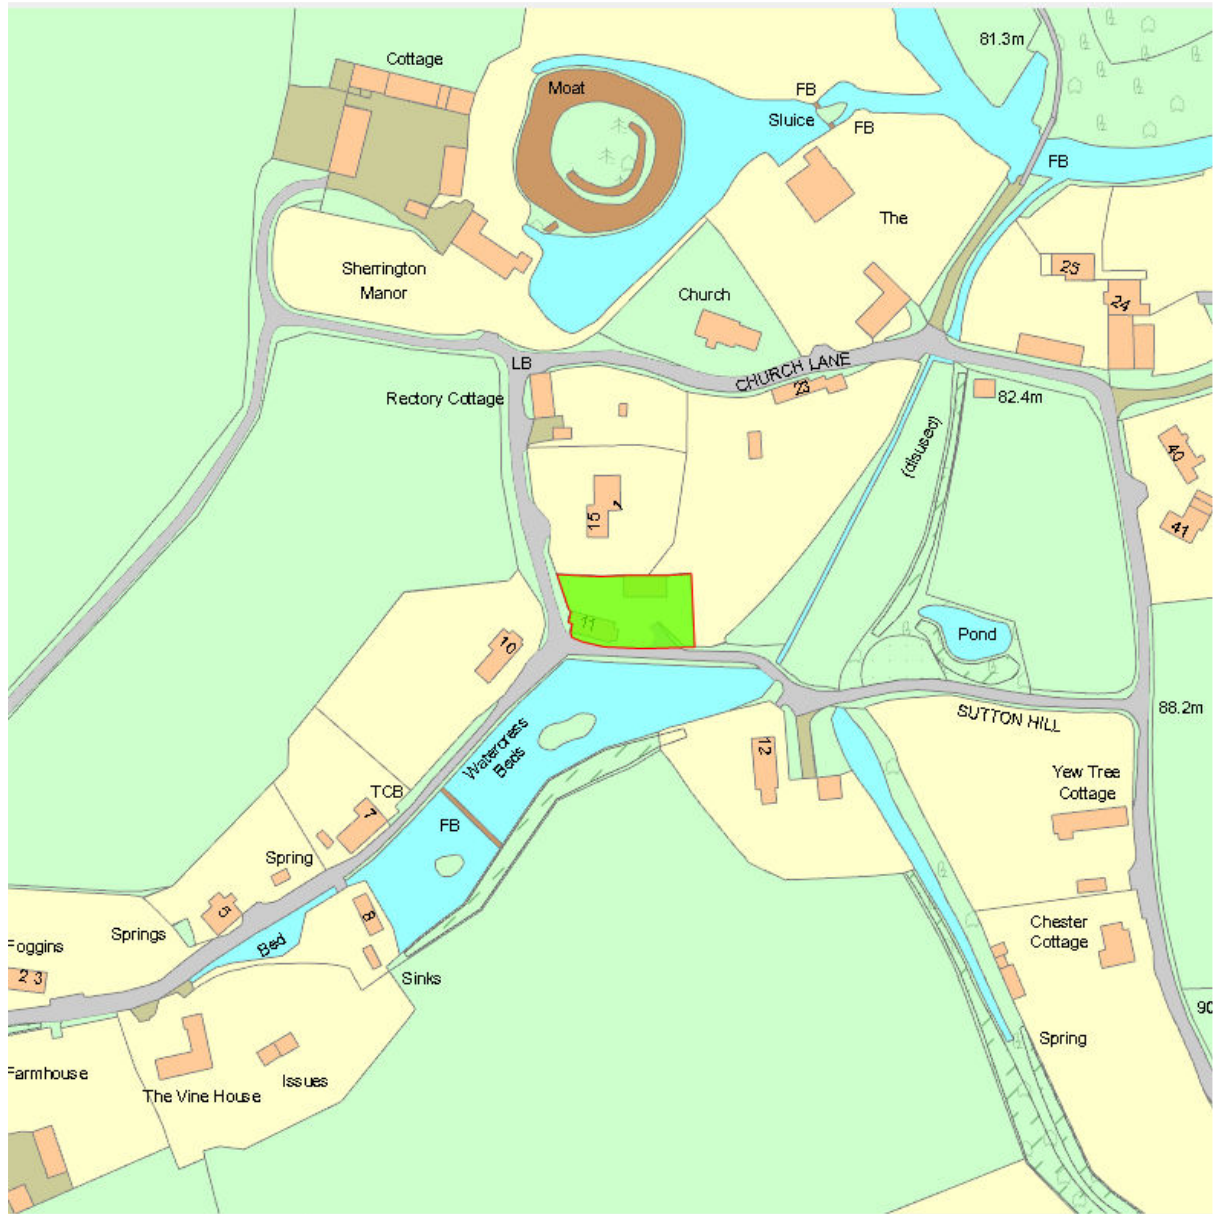 81.3m
Cottage
Moat
FB
Sluice
FB
FB
The
25
Sherrington
Manor
Church
24
LB
CHURCH LANE
23
Rectory Cottage
82.4m
(disused)
40
15
1
41
11
Pond
10
88.2m
SUTTON HILL
Watercress
Beds
12
Yew Tree
Cottage
TCB
7
FB
Spring
5
8
Chester
Cottage
Springs
Foggins
Bed
2 3
Sinks
90
Spring
Farmhouse
Issues
The Vine House